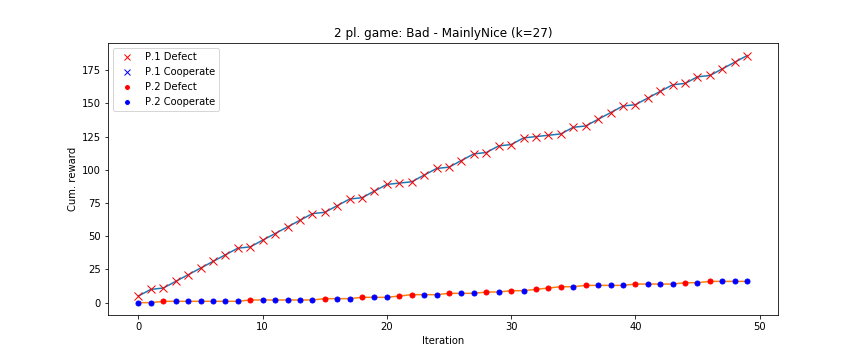 2 pl. game: Bad - MainlyNice (k=27)
P.1 Defect
P.1 Cooperate
P.2 Defect
P.2 Cooperate
175
150
125
100
75
50
25
0
Cum. reward
0 10 20 30 40 50
Iteration